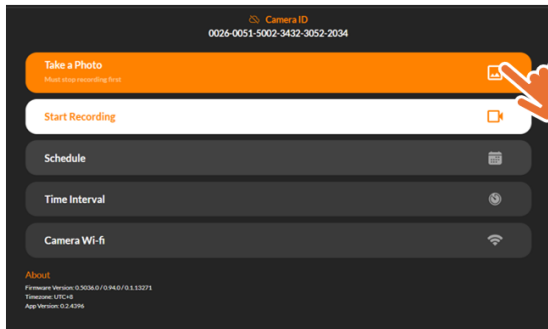 Camera ID
0026-0051-5002-3432-3052-2034
Take a Photo
Must stop recording first
Start Recording
Schedule
Time Interval
Camera Wi-fi
About
Firmware Version: 0.5036.0 / 0.94.0 / 0.1.13271
Timezone: UTC+8
App Version: 0.2.4396